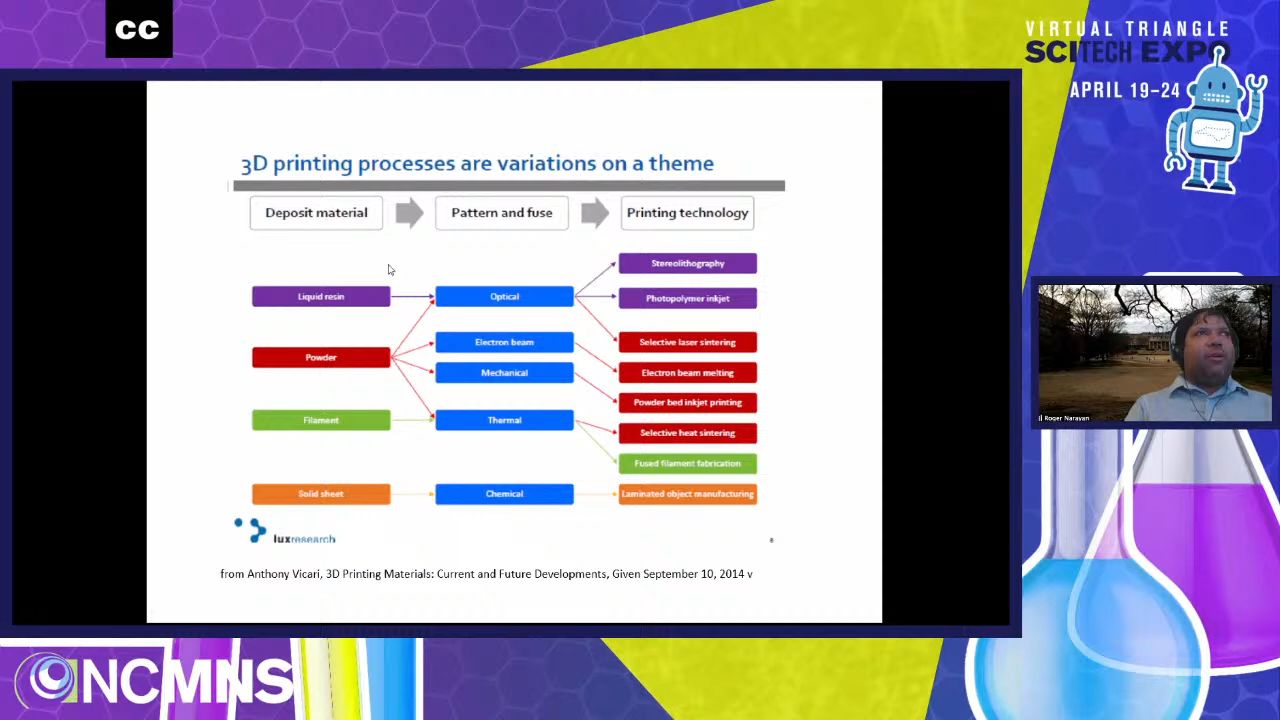 CC
VIRTUAL TRIANGLE
SCITECH EXPO
APRIL 19–24
3D printing processes are variations on a theme
Deposit material
Pattern and fuse
Printing technology
Stereolithography
Liquid resin
Optical
Photopolymer inkjet
Electron beam
Selective laser sintering
Powder
Mechanical
Electron beam melting
Powder bed inkjet printing
Filament
Thermal
Selective heat sintering
Fused filament fabrication
Solid sheet
Chemical
Laminated object manufacturing
luxresearch
8
from Anthony Vicari, 3D Printing Materials: Current and Future Developments, Given September 10, 2014 v
Roger Narayan
NCMNS